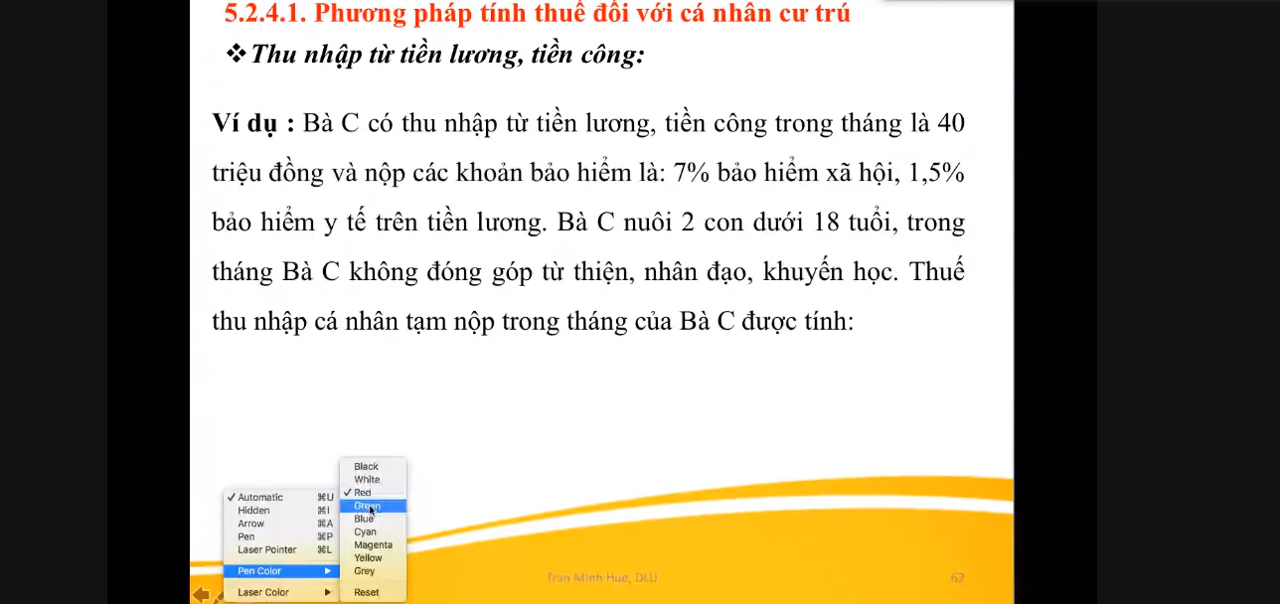 5.2.4.1. Phương pháp tính thuế đối với cá nhân cư trú
❖Thu nhập từ tiền lương, tiền công:
Ví dụ : Bà C có thu nhập từ tiền lương, tiền công trong tháng là 40
triệu đồng và nộp các khoản bảo hiểm là: 7% bảo hiểm xã hội, 1,5%
bảo hiểm y tế trên tiền lương. Bà C nuôi 2 con dưới 18 tuổi, trong
tháng Bà C không đóng góp từ thiện, nhân đạo, khuyến học. Thuế
thu nhập cá nhân tạm nộp trong tháng của Bà C được tính:
✓ Automatic ⌘U
Hidden ⌘I
Arrow ⌘A
Pen ⌘P
Laser Pointer ⌘L
Pen Color ▶
Laser Color ▶
Black
White
✓ Red
Green
Blue
Cyan
Magenta
Yellow
Grey
Reset
Tran Minh Hue, DLU
62